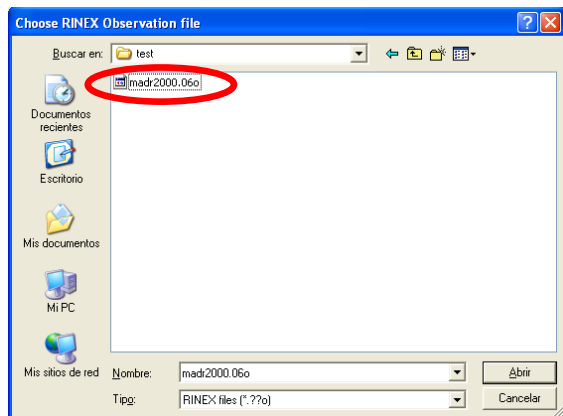 Choose RINEX Observation file
Buscar en:
test
madr2000.06o
Documentos
recientes
Escritorio
Mis documentos
Mi PC
Mis sitios de red
Nombre:
madr2000.06o
Abrir
Tipo:
RINEX files (*.??o)
Cancelar